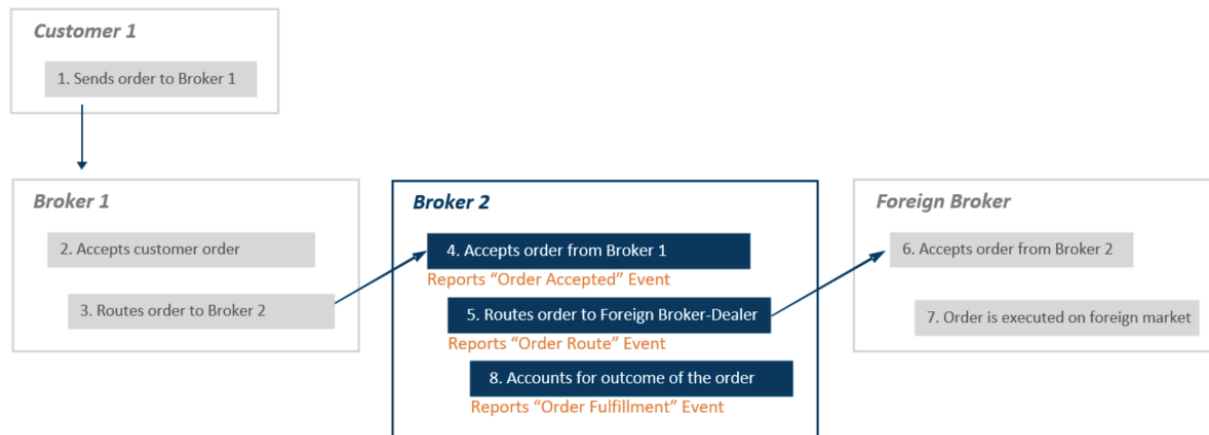 Customer 1
1. Sends order to Broker 1
Broker 1
2. Accepts customer order
3. Routes order to Broker 2
Broker 2
4. Accepts order from Broker 1
Reports “Order Accepted” Event
5. Routes order to Foreign Broker-Dealer
Reports “Order Route” Event
8. Accounts for outcome of the order
Reports “Order Fulfillment” Event
Foreign Broker
6. Accepts order from Broker 2
7. Order is executed on foreign market